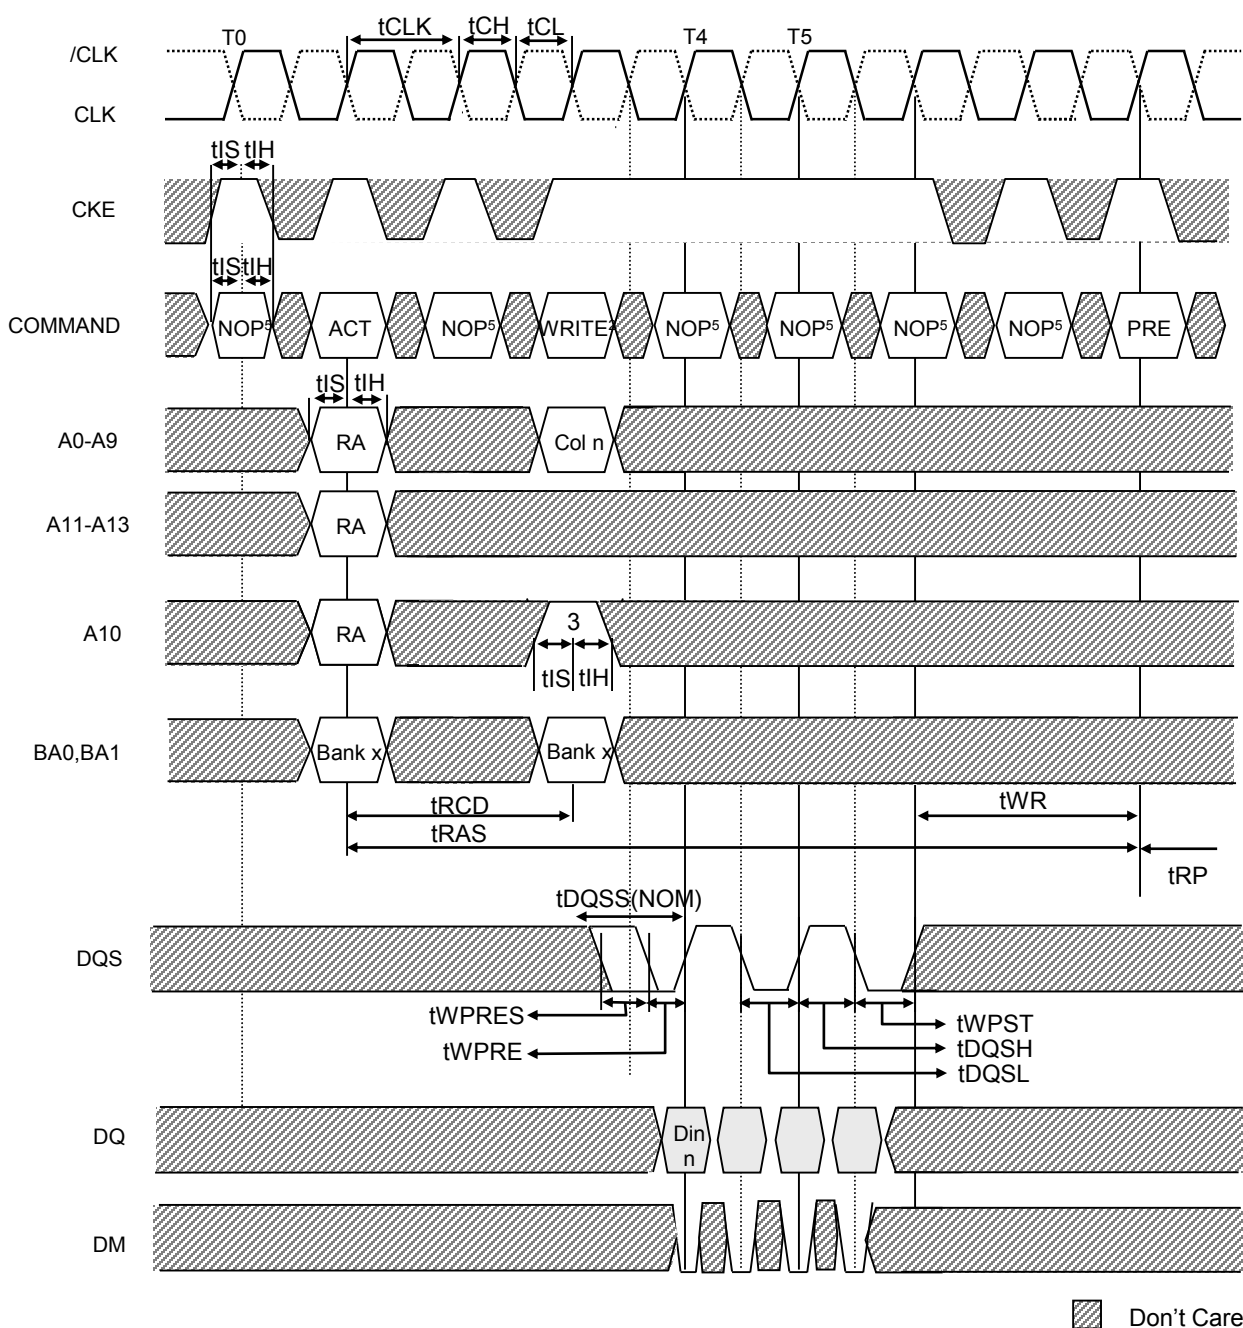 tCLK tCH tCL
T0 T4 T5
/CLK
CLK
tIS tIH
CKE
tIS tIH
COMMAND NOP5 ACT NOP5 WRITE2 NOP5 NOP5 NOP5 NOP5 PRE
tIS tIH
A0-A9 RA Col n
A11-A13 RA
A10 RA 3
tIS tIH
BA0,BA1 Bank x Bank x
tRCD tWR
tRAS
tRP
tDQSS(NOM)
DQS
tWPRES tWPST
tWPRE tDQSH
tDQSL
DQ Din
n
DM
Don't Care